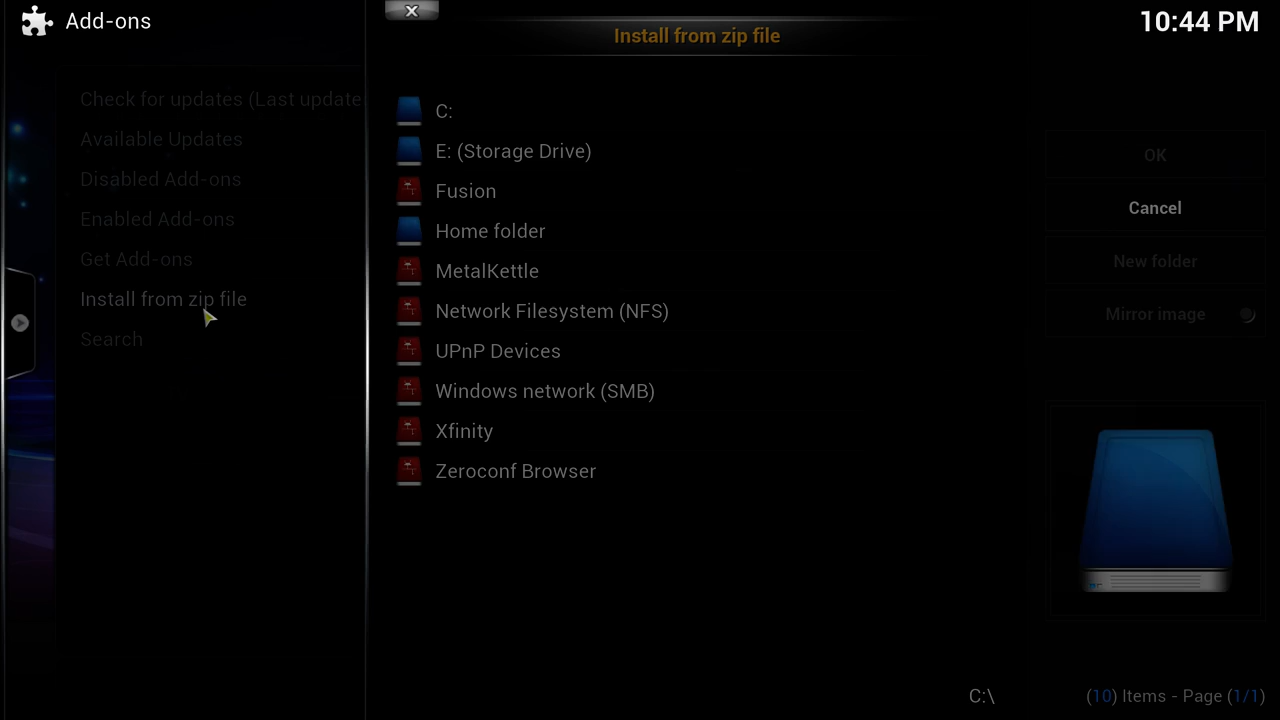 Add-ons
Install from zip file
10:44 PM
Check for updates (Last update
Available Updates
Disabled Add-ons
Enabled Add-ons
Get Add-ons
Install from zip file
Search
C:
E: (Storage Drive)
Fusion
Home folder
MetalKettle
Network Filesystem (NFS)
UPnP Devices
Windows network (SMB)
Xfinity
Zeroconf Browser
OK
Cancel
New folder
Mirror image
C:\
(10) Items - Page (1/1)